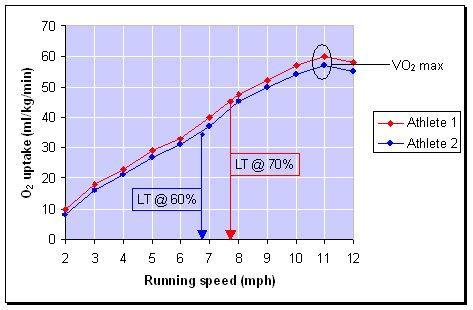 70
60
50
40
30
20
10
0
O2 uptake (ml/kg/min)
VO2 max
Athlete 1
Athlete 2
LT @ 70%
LT @ 60%
2 3 4 5 6 7 8 9 10 11 12
Running speed (mph)